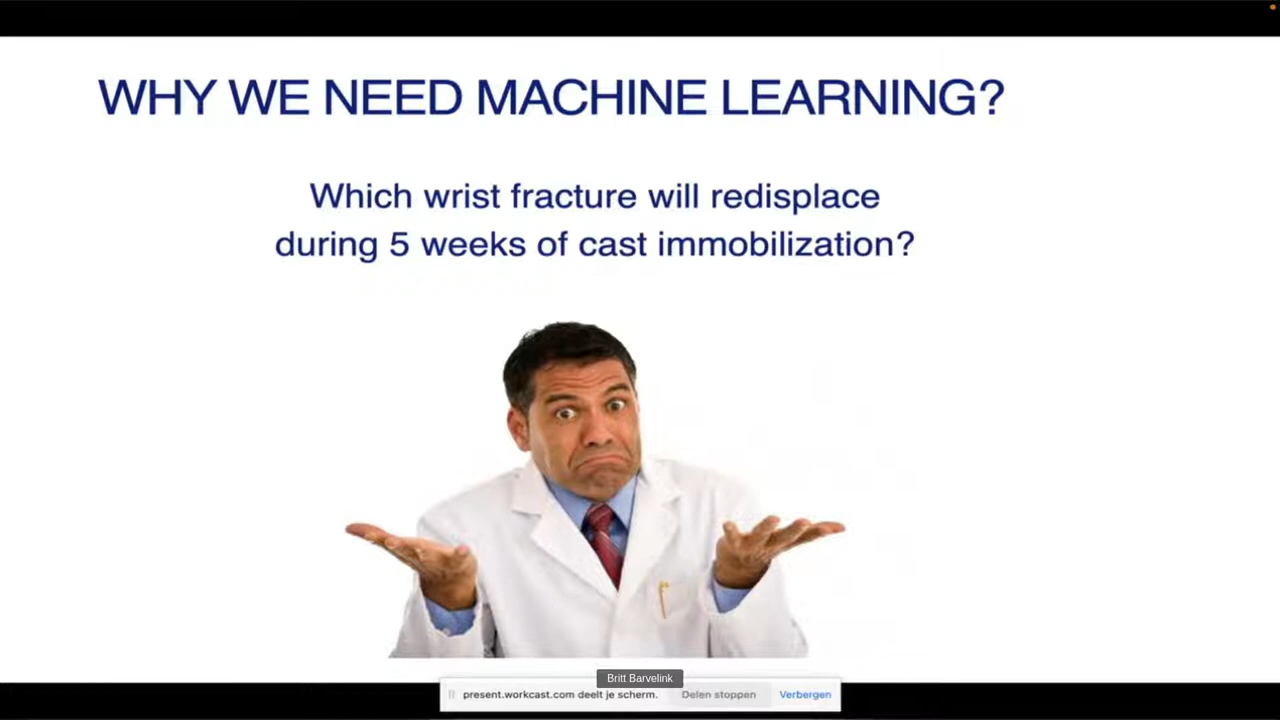 WHY WE NEED MACHINE LEARNING?
Which wrist fracture will redisplace
during 5 weeks of cast immobilization?
Britt Barvelink
present.workcast.com deelt je scherm. Delen stoppen Verbergen